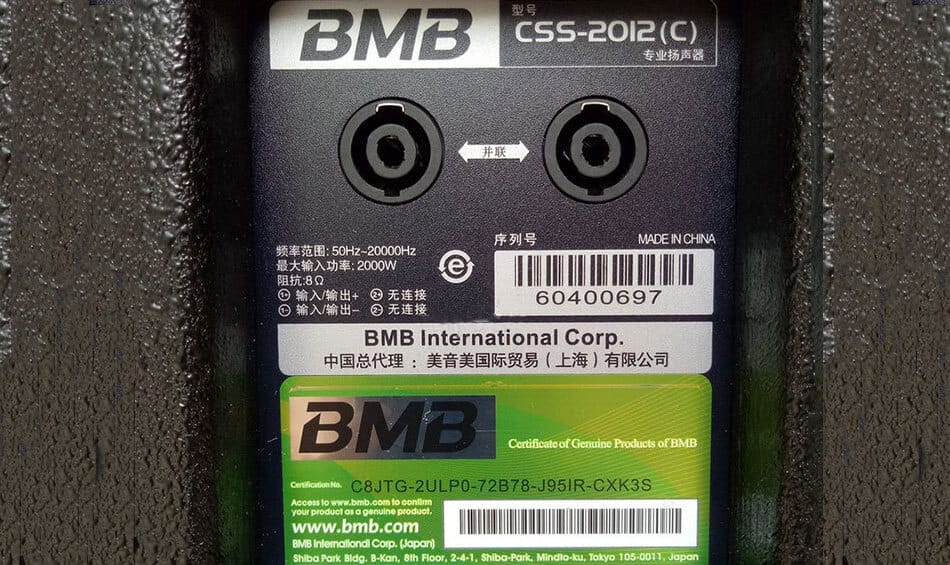 BMB
型号
CSS-2012(C)
专业扬声器
并联
频率范围: 50Hz~20000Hz
最大输入功率: 2000W
阻抗: 8Ω
1+ 输入/输出+ 2+ 无连接
1- 输入/输出- 2- 无连接
序列号
MADE IN CHINA
60400697
BMB International Corp.
中国总代理 : 美音美国际贸易(上海)有限公司
BMB
Certificate of Genuine Products of BMB
Certification No. C8JTG-2ULP0-72B78-J95IR-CXK3S
Access to www.bmb.com to confirm
your product as a genuine product.
www.bmb.com
BMB International Corp. (Japan)
Shiba Park Bldg. B-Kan, 8th Floor, 2-4-1, Shiba-Park, Mindto-ku, Tokyo 105-0011, Japan